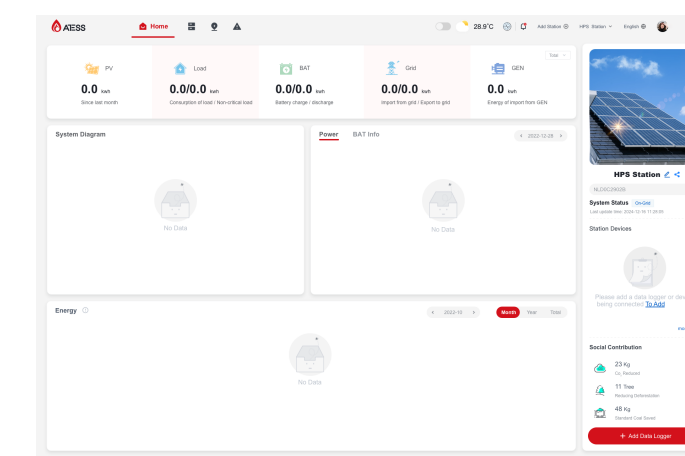 ATESS
Home
28.9°C
Add Station
HPS Station
English
PV
0.0 kwh
Since last month
Load
0.0/0.0 kwh
Consurption of load / Non-critical load
BAT
0.0/0.0 kwh
Battery charge / discharge
Grid
0.0/0.0 kwh
Import from grid / Export to grid
GEN
0.0 kwh
Energy of import from GEN
System Diagram
No Data
Power BAT Info
< 2022-12-28 >
No Data
Energy
Month Year Total
No Data
HPS Station
System Status On-Grid
Station Devices
Please add a data logger or dev
being connected To Add
Social Contribution
23 Kg
Co₂ Reduced
11 Tree
Reducing Deforestation
48 Kg
Standard Coal Saved
+ Add Data Logger